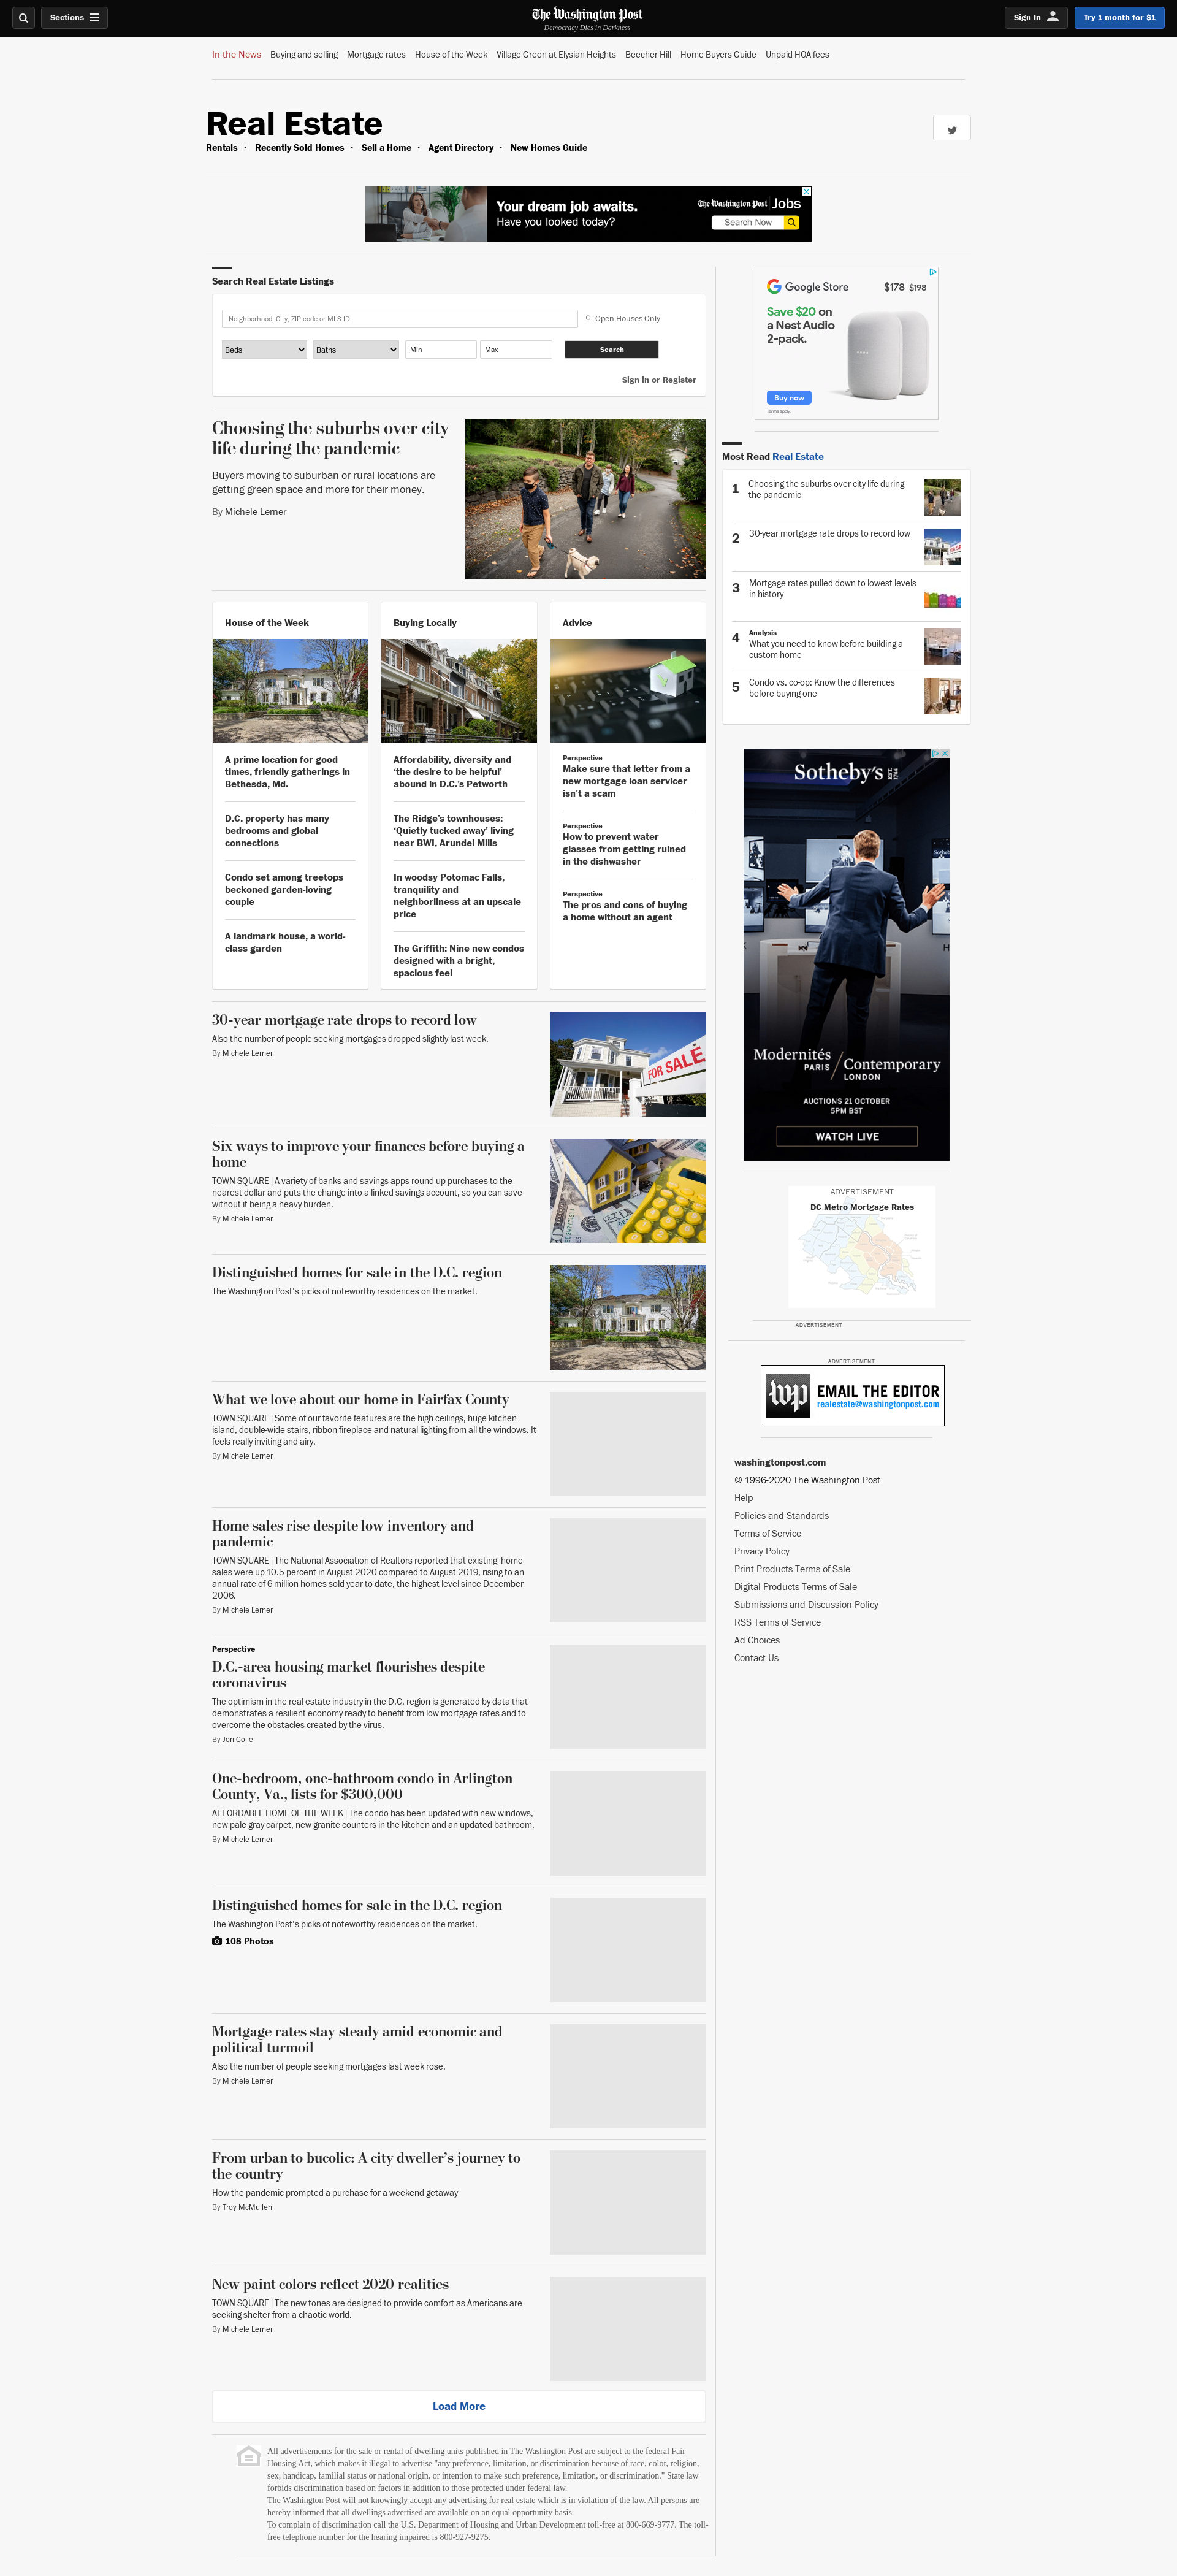 Sections
The Washington Post
Democracy Dies in Darkness
Sign In
Try 1 month for $1
In the News
Buying and selling
Mortgage rates
House of the Week
Village Green at Elysian Heights
Beecher Hill
Home Buyers Guide
Unpaid HOA fees
Real Estate
Rentals • Recently Sold Homes • Sell a Home • Agent Directory • New Homes Guide
Your dream job awaits.
Have you looked today?
The Washington Post Jobs
Search Now
Search Real Estate Listings
Neighborhood, City, ZIP code or MLS ID
Open Houses Only
Beds
Baths
Min
Max
Search
Sign in or Register
Choosing the suburbs over city
life during the pandemic
Buyers moving to suburban or rural locations are
getting green space and more for their money.
By Michele Lerner
House of the Week
A prime location for good
times, friendly gatherings in
Bethesda, Md.
D.C. property has many
bedrooms and global
connections
Condo set among treetops
beckoned garden-loving
couple
A landmark house, a world-
class garden
Buying Locally
Affordability, diversity and
‘the desire to be helpful’
abound in D.C.’s Petworth
The Ridge’s townhouses:
‘Quietly tucked away’ living
near BWI, Arundel Mills
In woodsy Potomac Falls,
tranquility and
neighborliness at an upscale
price
The Griffith: Nine new condos
designed with a bright,
spacious feel
Advice
Perspective
Make sure that letter from a
new mortgage loan servicer
isn’t a scam
Perspective
How to prevent water
glasses from getting ruined
in the dishwasher
Perspective
The pros and cons of buying
a home without an agent
30-year mortgage rate drops to record low
Also the number of people seeking mortgages dropped slightly last week.
By Michele Lerner
FOR SALE
Six ways to improve your finances before buying a
home
TOWN SQUARE | A variety of banks and savings apps round up purchases to the
nearest dollar and puts the change into a linked savings account, so you can save
without it being a heavy burden.
By Michele Lerner
Distinguished homes for sale in the D.C. region
The Washington Post's picks of noteworthy residences on the market.
What we love about our home in Fairfax County
TOWN SQUARE | Some of our favorite features are the high ceilings, huge kitchen
island, double-wide stairs, ribbon fireplace and natural lighting from all the windows. It
feels really inviting and airy.
By Michele Lerner
Home sales rise despite low inventory and
pandemic
TOWN SQUARE | The National Association of Realtors reported that existing- home
sales were up 10.5 percent in August 2020 compared to August 2019, rising to an
annual rate of 6 million homes sold year-to-date, the highest level since December
2006.
By Michele Lerner
Perspective
D.C.-area housing market flourishes despite
coronavirus
The optimism in the real estate industry in the D.C. region is generated by data that
demonstrates a resilient economy ready to benefit from low mortgage rates and to
overcome the obstacles created by the virus.
By Jon Coile
One-bedroom, one-bathroom condo in Arlington
County, Va., lists for $300,000
AFFORDABLE HOME OF THE WEEK | The condo has been updated with new windows,
new pale gray carpet, new granite counters in the kitchen and an updated bathroom.
By Michele Lerner
Distinguished homes for sale in the D.C. region
The Washington Post's picks of noteworthy residences on the market.
108 Photos
Mortgage rates stay steady amid economic and
political turmoil
Also the number of people seeking mortgages last week rose.
By Michele Lerner
From urban to bucolic: A city dweller’s journey to
the country
How the pandemic prompted a purchase for a weekend getaway
By Troy McMullen
New paint colors reflect 2020 realities
TOWN SQUARE | The new tones are designed to provide comfort as Americans are
seeking shelter from a chaotic world.
By Michele Lerner
Load More
All advertisements for the sale or rental of dwelling units published in The Washington Post are subject to the federal Fair
Housing Act, which makes it illegal to advertise "any preference, limitation, or discrimination because of race, color, religion,
sex, handicap, familial status or national origin, or intention to make such preference, limitation, or discrimination." State law
forbids discrimination based on factors in addition to those protected under federal law.
The Washington Post will not knowingly accept any advertising for real estate which is in violation of the law. All persons are
hereby informed that all dwellings advertised are available on an equal opportunity basis.
To complain of discrimination call the U.S. Department of Housing and Urban Development toll-free at 800-669-9777. The toll-
free telephone number for the hearing impaired is 800-927-9275.
Google Store
$178 $198
Save $20 on
a Nest Audio
2-pack.
Buy now
Terms apply.
Most Read Real Estate
1 Choosing the suburbs over city life during
the pandemic
2 30-year mortgage rate drops to record low
3 Mortgage rates pulled down to lowest levels
in history
4 Analysis
What you need to know before building a
custom home
5 Condo vs. co-op: Know the differences
before buying one
Sotheby's EST. 1744
Modernités / Contemporary
PARIS
LONDON
AUCTIONS 21 OCTOBER
5PM BST
WATCH LIVE
ADVERTISEMENT
DC Metro Mortgage Rates
ADVERTISEMENT
ADVERTISEMENT
wp
EMAIL THE EDITOR
realestate@washingtonpost.com
washingtonpost.com
© 1996-2020 The Washington Post
Help
Policies and Standards
Terms of Service
Privacy Policy
Print Products Terms of Sale
Digital Products Terms of Sale
Submissions and Discussion Policy
RSS Terms of Service
Ad Choices
Contact Us